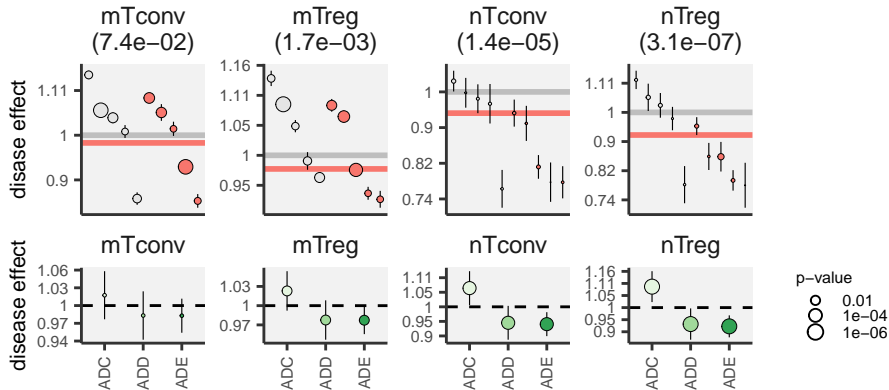 mTconv
(7.4e−02)
mTreg
(1.7e−03)
nTconv
(1.4e−05)
nTreg
(3.1e−07)
disase effect
1.11
1
0.9
1.16
1.11
1.05
1
0.95
1
0.9
0.82
0.74
1.11
1
0.9
0.82
0.74
mTconv
mTreg
nTconv
nTreg
disease effect
1.06
1.03
1
0.97
0.94
1.03
1
0.97
1.11
1.05
1
0.95
0.9
1.16
1.11
1.05
1
0.95
0.9
ADC
ADD
ADE
ADC
ADD
ADE
ADC
ADD
ADE
ADC
ADD
ADE
p−value
0.01
1e−04
1e−06